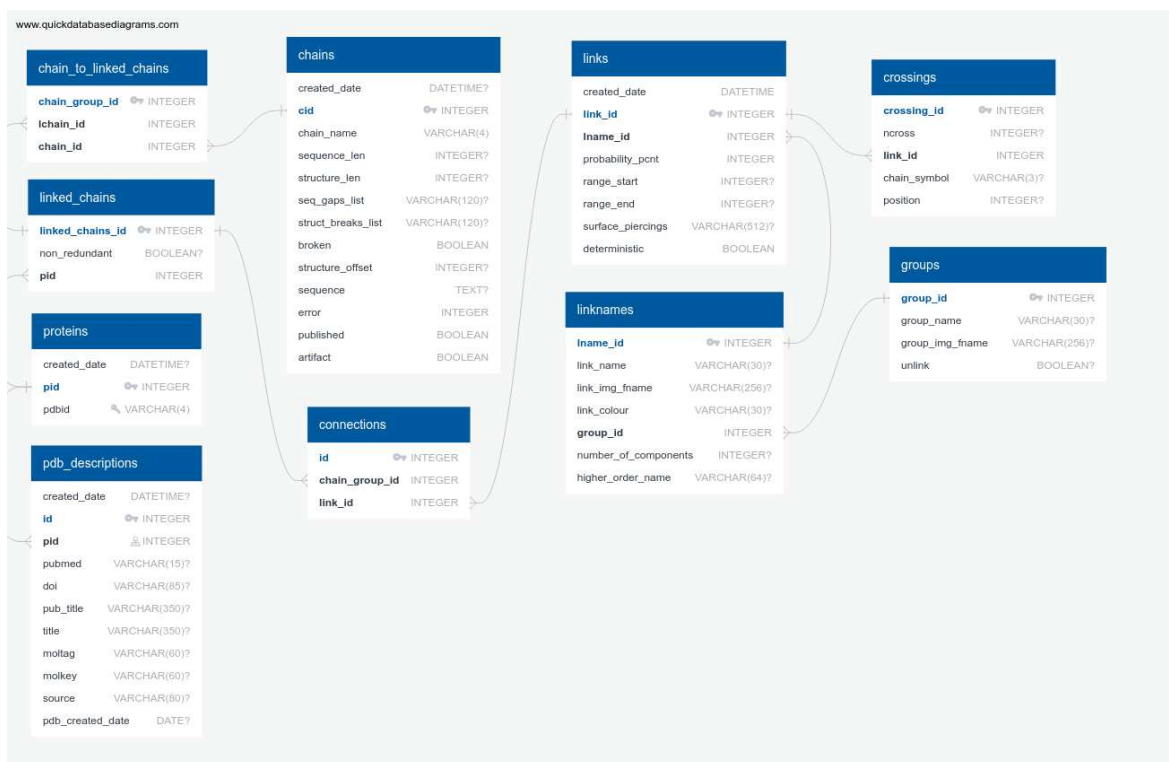 www.quickdatabasediagrams.com
chain_to_linked_chains
chain_group_id INTEGER
lchain_id INTEGER
chain_id INTEGER
linked_chains
linked_chains_id INTEGER
non_redundant BOOLEAN?
pid INTEGER
proteins
created_date DATETIME?
pid INTEGER
pdbid VARCHAR(4)
pdb_descriptions
created_date DATETIME?
id INTEGER
pid INTEGER
pubmed VARCHAR(15)?
doi VARCHAR(85)?
pub_title VARCHAR(350)?
title VARCHAR(350)?
moltag VARCHAR(60)?
molkey VARCHAR(60)?
source VARCHAR(80)?
pdb_created_date DATE?
chains
created_date DATETIME?
cid INTEGER
chain_name VARCHAR(4)
sequence_len INTEGER?
structure_len INTEGER?
seq_gaps_list VARCHAR(120)?
struct_breaks_list VARCHAR(120)?
broken BOOLEAN
structure_offset INTEGER?
sequence TEXT?
error INTEGER
published BOOLEAN
artifact BOOLEAN
connections
id INTEGER
chain_group_id INTEGER
link_id INTEGER
links
created_date DATETIME
link_id INTEGER
lname_id INTEGER
probability_pcnt INTEGER
range_start INTEGER?
range_end INTEGER?
surface_piercings VARCHAR(512)?
deterministic BOOLEAN
linknames
lname_id INTEGER
link_name VARCHAR(30)?
link_img_fname VARCHAR(256)?
link_colour VARCHAR(30)?
group_id INTEGER
number_of_components INTEGER?
higher_order_name VARCHAR(64)?
crossings
crossing_id INTEGER
ncross INTEGER?
link_id INTEGER
chain_symbol VARCHAR(3)?
position INTEGER?
groups
group_id INTEGER
group_name VARCHAR(30)?
group_img_fname VARCHAR(256)?
unlink BOOLEAN?